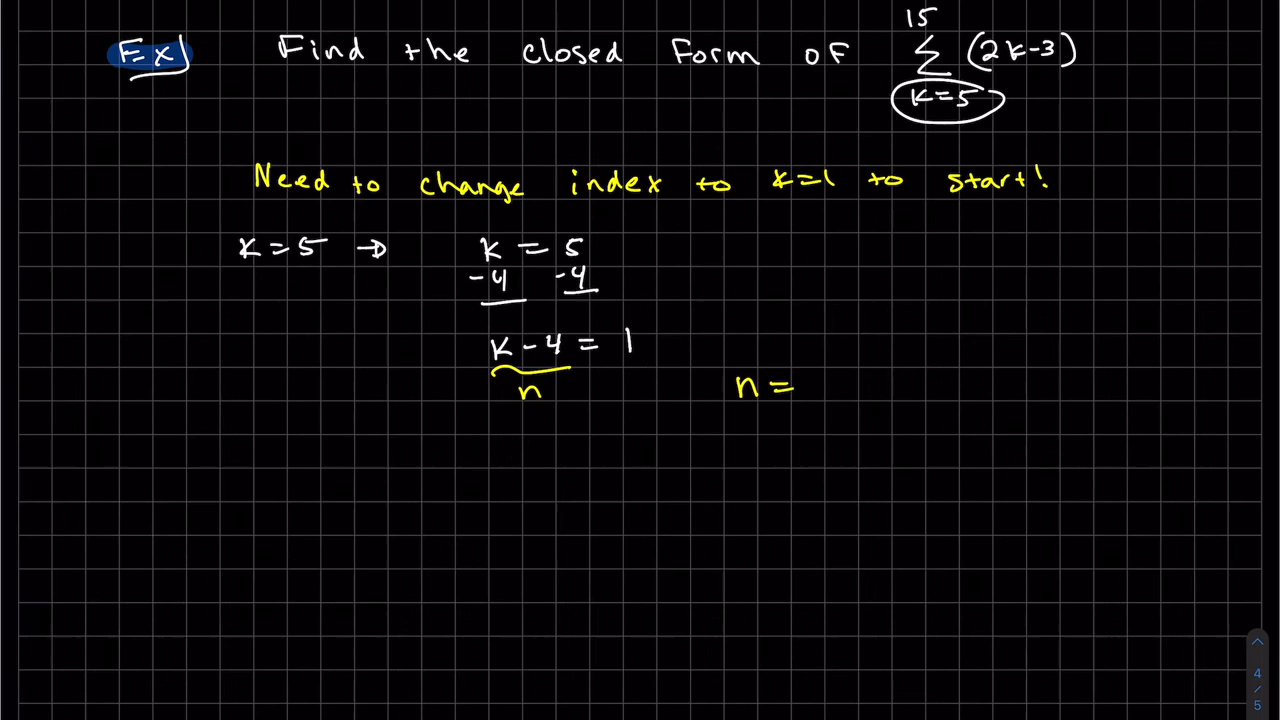 Ex) Find the closed form of 15 Σ k=5 (2k-3)
Need to change index to k=1 to start!
k=5 → k = 5
-4 -4
k-4 = 1
n n=
4
/
5